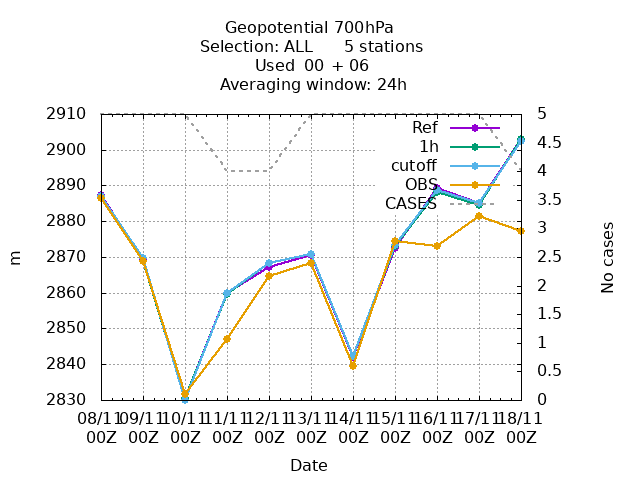 Geopotential 700hPa
Selection: ALL 5 stations
Used 00 + 06
Averaging window: 24h
2910
2900
2890
2880
2870
2860
2850
2840
2830
m
5
4.5
4
3.5
3
2.5
2
1.5
1
0.5
0
No cases
Ref
1h
cutoff
OBS
CASES
08/11 09/11 10/11 11/11 12/11 13/11 14/11 15/11 16/11 17/11 18/11
00Z 00Z 00Z 00Z 00Z 00Z 00Z 00Z 00Z 00Z 00Z
Date